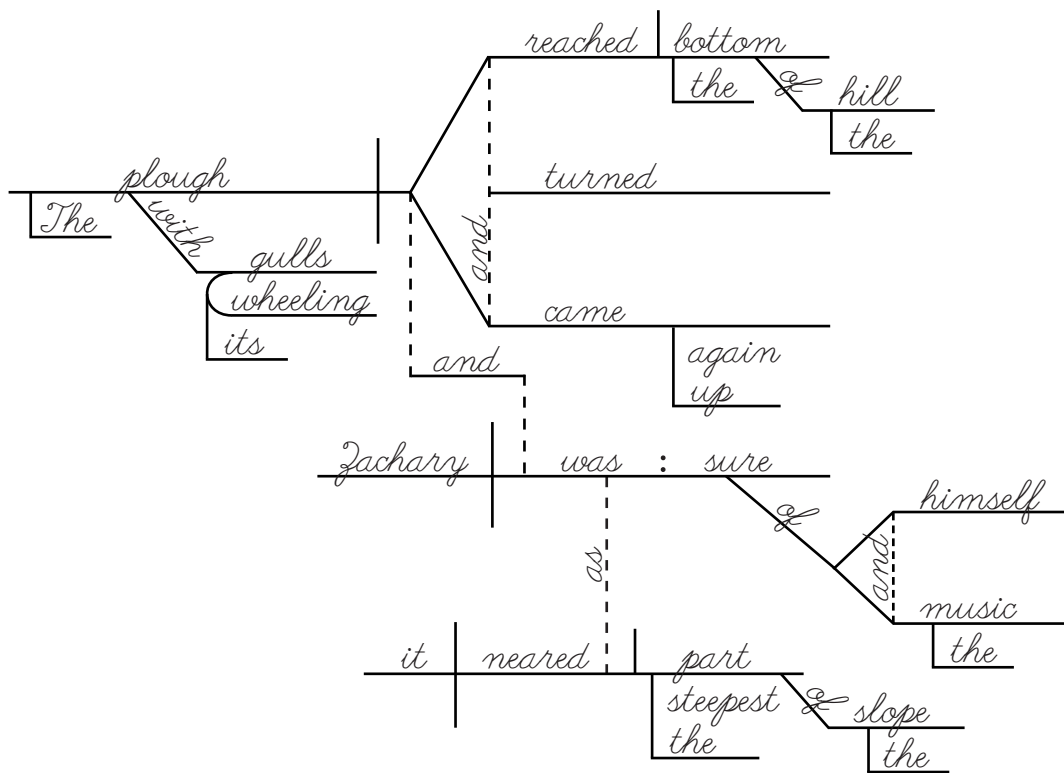 reached bottom
the of hill
the
plough
turned
The with
and
gulls
wheeling
its
came
again
up
and
Zachary was : sure
of himself
and
as
music
the
it neared part
steepest of slope
the the